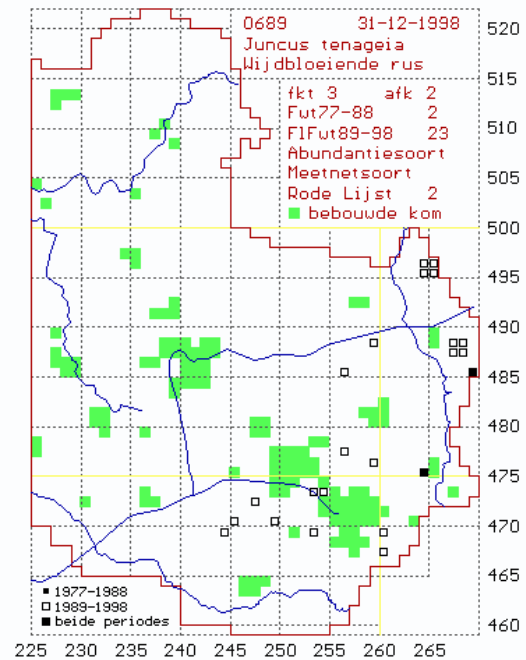 0689 31-12-1998
Juncus tenageia
Wijdbloeiende rus
fkt 3 afk 2
Fwt77-88 2
FlFwt89-98 23
Abundantiesoort
Meetnetsoort
Rode Lijst 2
bebouwde kom
520
515
510
505
500
495
490
485
480
475
470
465
460
1977-1988
1989-1998
beide periodes
225 230 235 240 245 250 255 260 265